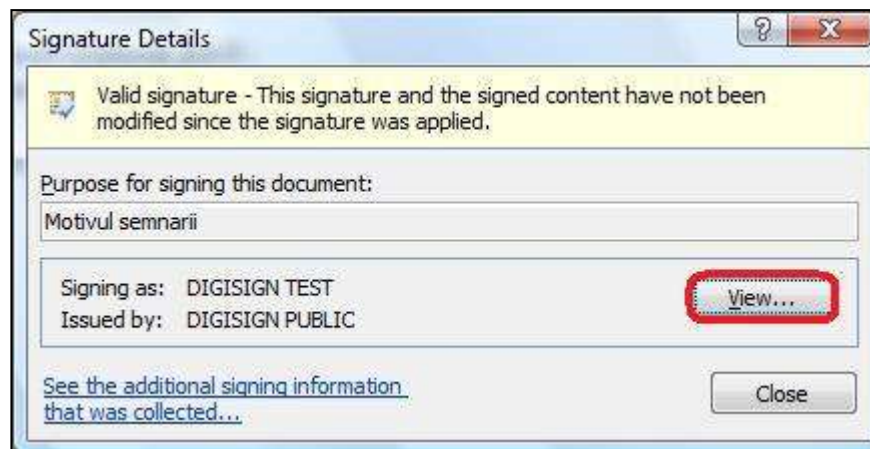 Signature Details
Valid signature - This signature and the signed content have not been
modified since the signature was applied.
Purpose for signing this document:
Motivul semnarii
Signing as: DIGISIGN TEST
View...
Issued by: DIGISIGN PUBLIC
See the additional signing information
that was collected...
Close